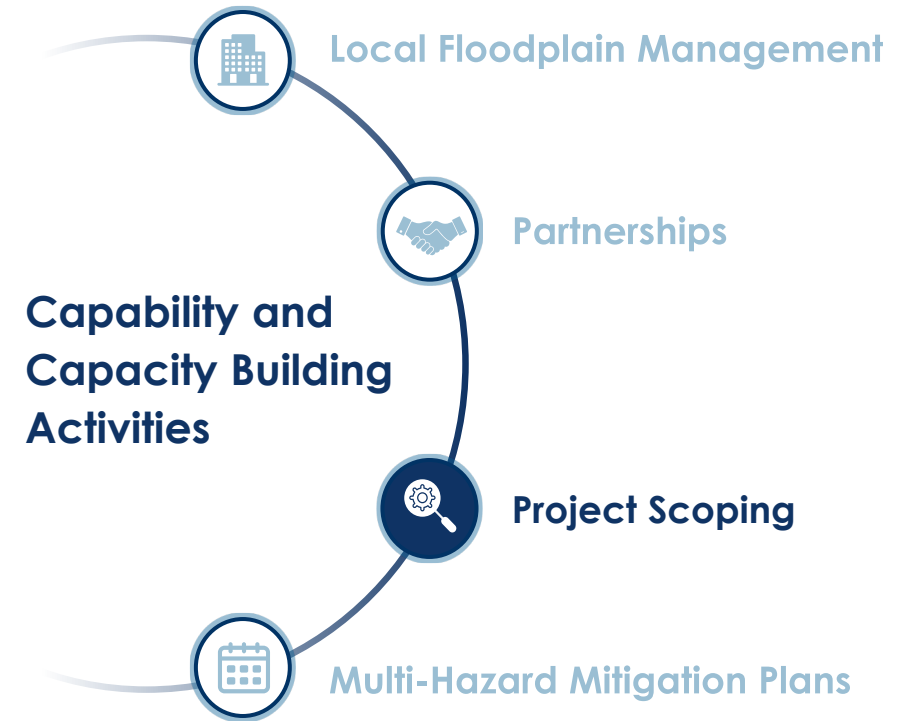 Local Floodplain Management
Partnerships
Capability and
Capacity Building
Activities
Project Scoping
Multi-Hazard Mitigation Plans